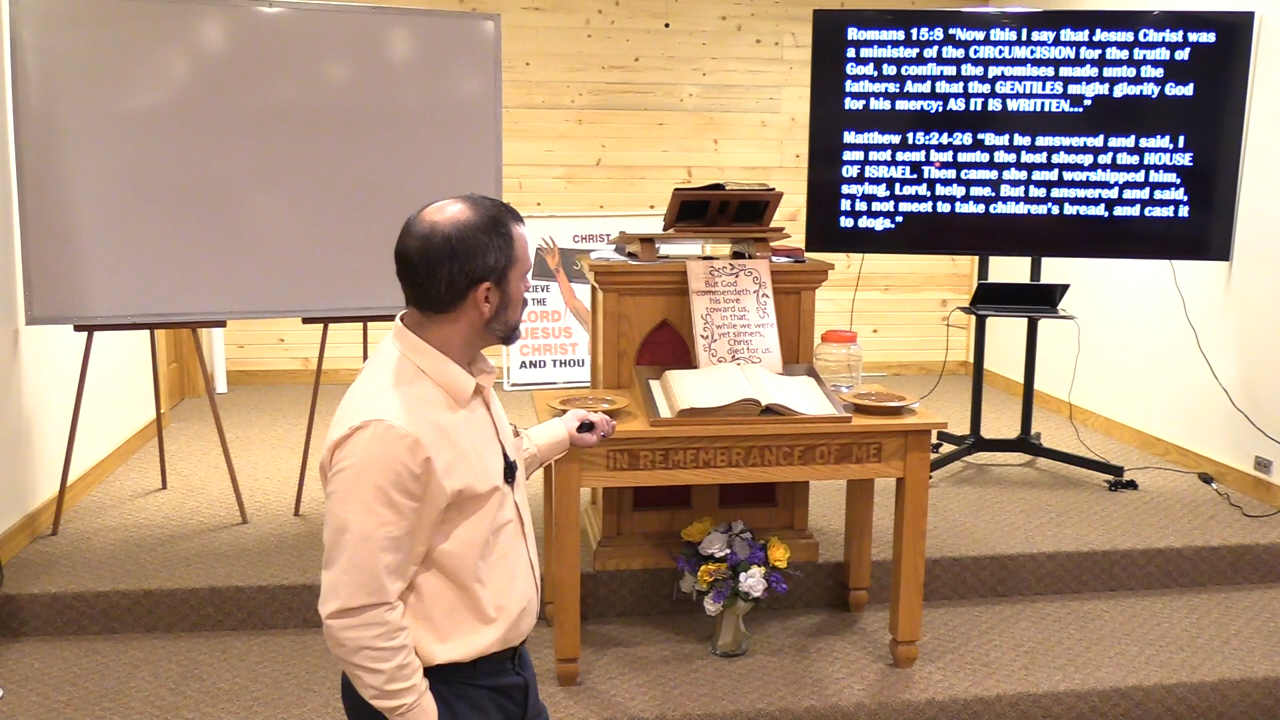 Romans 15:8 “Now this I say that Jesus Christ was
a minister of the CIRCUMCISION for the truth of
God, to confirm the promises made unto the
fathers: And that the GENTILES might glorify God
for his mercy; AS IT IS WRITTEN...”
Matthew 15:24-26 “But he answered and said, I
am not sent but unto the lost sheep of the HOUSE
OF ISRAEL. Then came she and worshipped him,
saying, Lord, help me. But he answered and said,
It is not meet to take children's bread, and cast it
to dogs.”
CHRIST
THE
LORD
JESUS
CHRIST
AND THOU
But God
commendeth
his love
toward us,
in that,
while we were
yet sinners,
Christ
died for us.
IN REMEMBRANCE OF ME